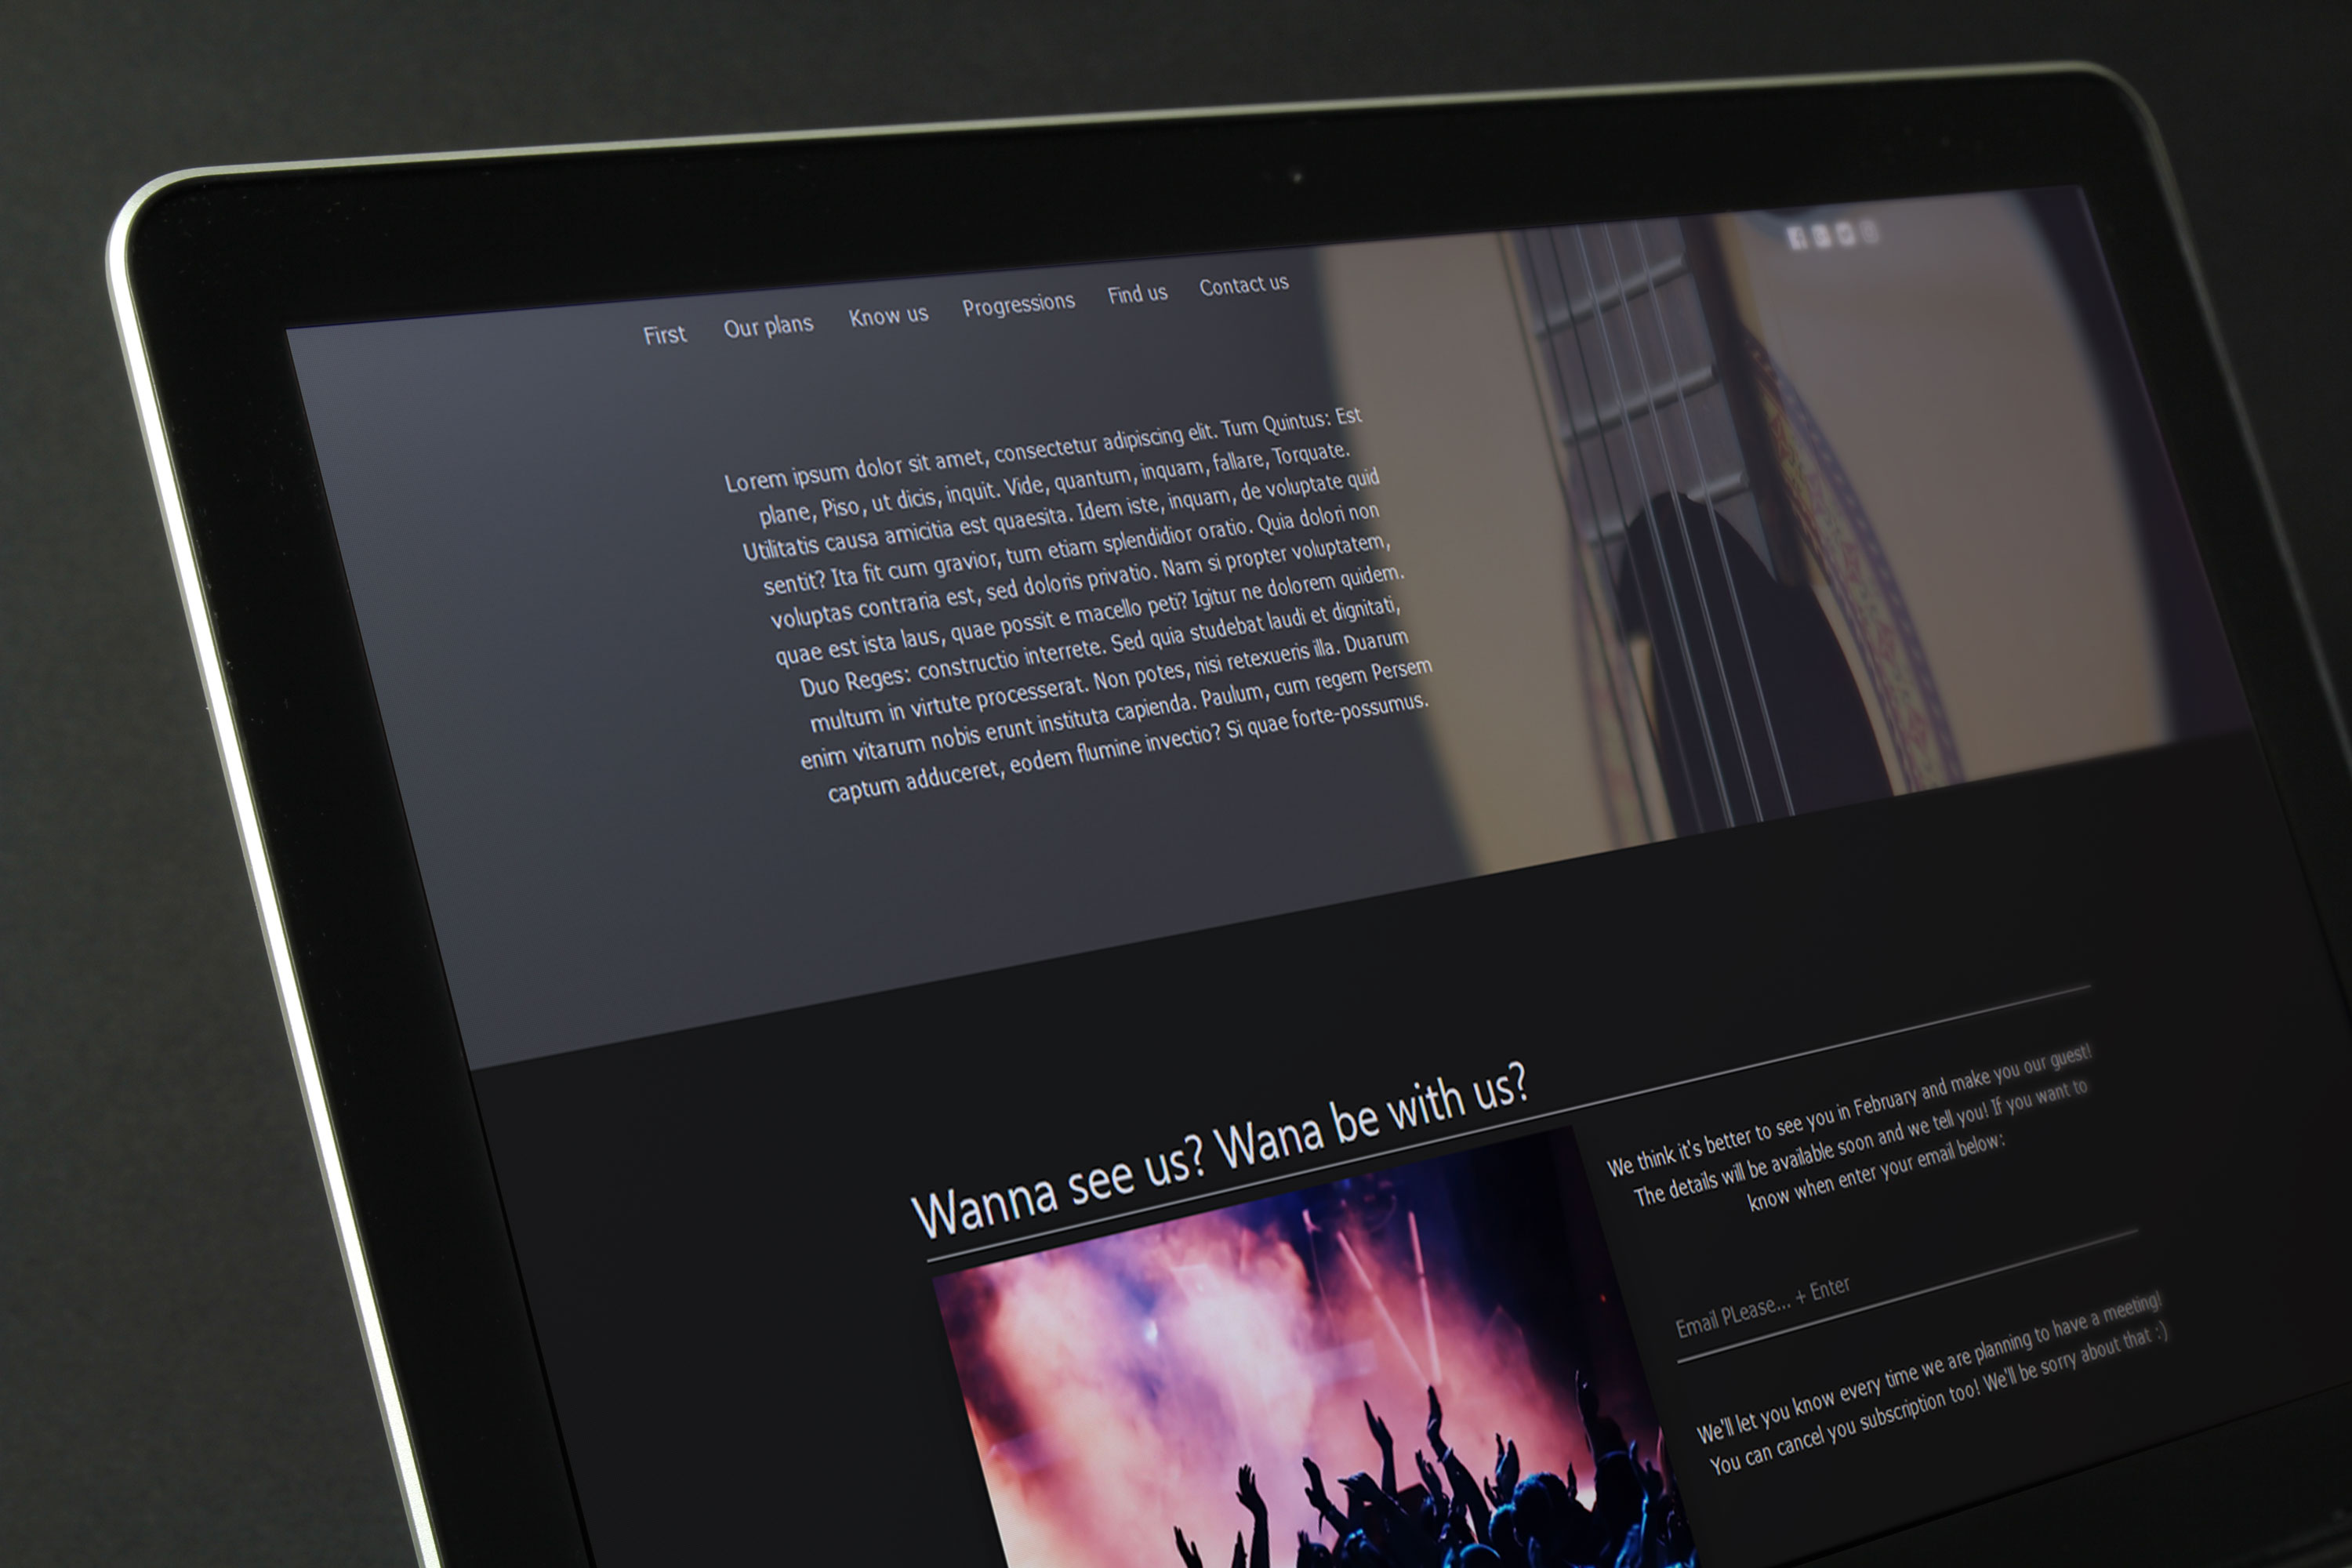 First Our plans Know us Progressions Find us Contact us
Lorem ipsum dolor sit amet, consectetur adipiscing elit. Tum Quintus: Est
plane, Piso, ut dicis, inquit. Vide, quantum, inquam, fallare, Torquate.
Utilitatis causa amicitia est quaesita. Idem iste, inquam, de voluptate quid
sentit? Ita fit cum gravior, tum etiam splendidior oratio. Quia dolori non
voluptas contraria est, sed doloris privatio. Nam si propter voluptatem,
quae est ista laus, quae possit e macello peti? Igitur ne dolorem quidem.
Duo Reges: constructio interrete. Sed quia studebat laudi et dignitati,
multum in virtute processerat. Non potes, nisi retexueris illa. Duarum
enim vitarum nobis erunt instituta capienda. Paulum, cum regem Persem
captum adduceret, eodem flumine invectio? Si quae forte-possumus.
Wanna see us? Wana be with us?
We think it's better to see you in February and make you our guest!
The details will be available soon and we tell you! If you want to
know when enter your email below:
Email PLease... + Enter
We'll let you know every time we are planning to have a meeting!
You can cancel you subscription too! We'll be sorry about that :)